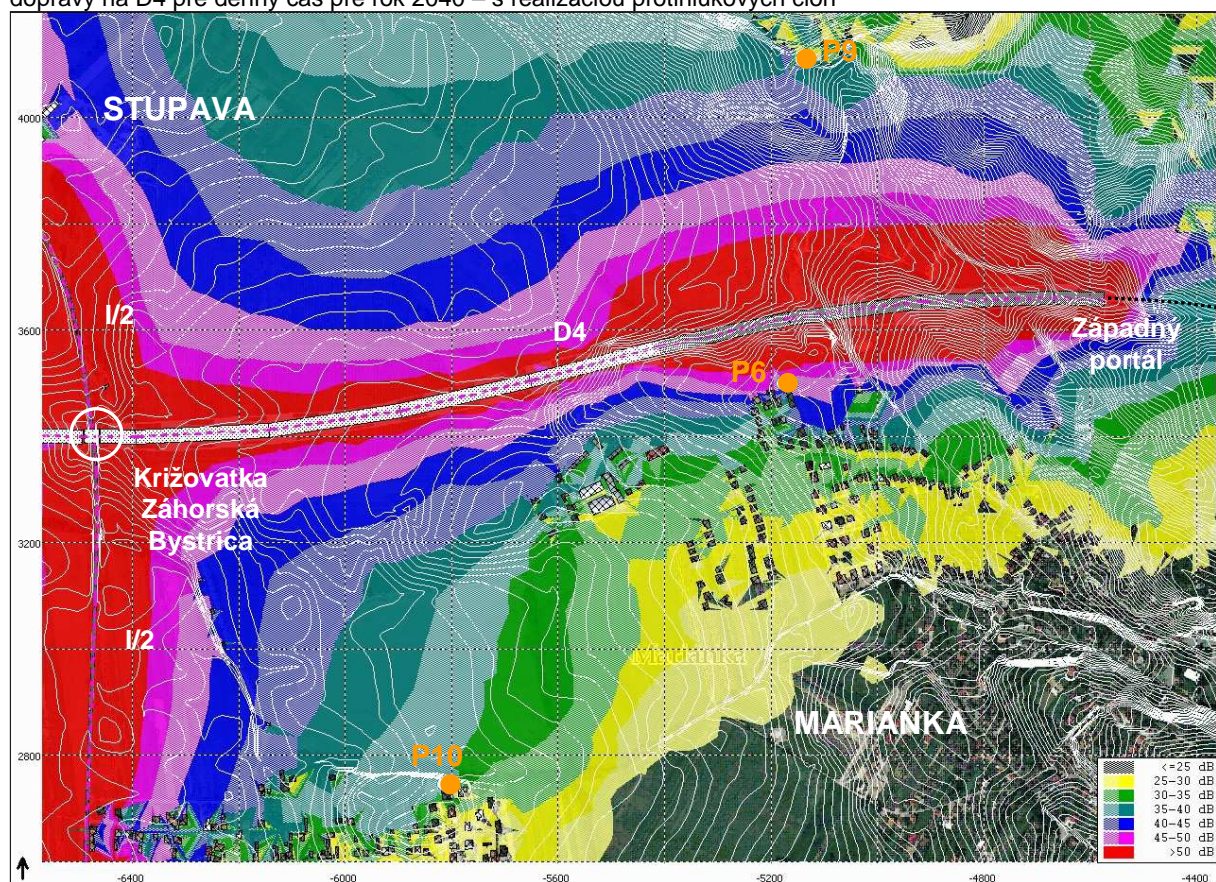 dopravy na D4 pre denný čas pre rok 2040 – s realizáciou protihlukových clôn
P9
STUPAVA
4000
I/2
3600
D4
Západný
portál
P6
Križovatka
Záhorská
Bystrica
3200
I/2
Marianka
MARIANKA
P10
2800
<=25 dB
25-30 dB
30-35 dB
35-40 dB
40-45 dB
45-50 dB
>50 dB
-6400 -6000 -5600 -5200 -4800 -4400